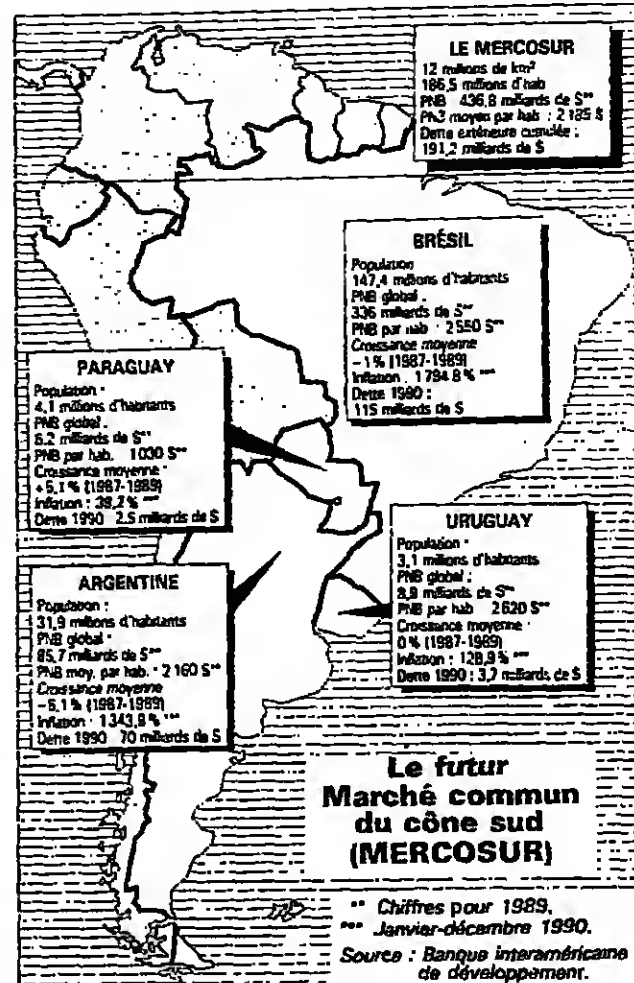 LE MERCOSUR
12 millions de km²
186,5 millions d'hab
PNB 436,8 milliards de $**
PNB moyen par hab : 2 185 $
Dette extérieure cumulée :
191,2 milliards de $
BRÉSIL
Population
147,4 millions d'habitants
PNB global .
336 milliards de $**
PNB par hab · 2 550 $**
Croissance moyenne
-1 % (1987-1989)
Inflation : 1 794,8 % ***
Dette 1990 :
115 milliards de $
PARAGUAY
Population ·
4,1 millions d'habitants
PNB global .
6.2 milliards de $**
PNB par hab. 1 030 $**
Croissance moyenne ·
+5,1 % (1987-1989)
Inflation : 39,2 % ***
Dette 1990 2.5 milliards de $
URUGUAY
Population ·
3,1 millions d'habitants
PNB global :
8,9 milliards de $**
PNB par hab 2 620 $**
Croissance moyenne ·
0 % (1987-1989)
Inflation : 128,9 % ***
Dette 1990 : 3,7 milliards de $
ARGENTINE
Population :
31,9 millions d'habitants
PNB global ·
85,7 milliards de $**
PNB moy. par hab. · 2 160 $**
Croissance moyenne
-5,1 % (1987-1989)
Inflation · 1 343,9 % ***
Dette 1990 70 milliards de $
Le futur
Marché commun
du cône sud
(MERCOSUR)
** Chiffres pour 1989.
*** Janvier-décembre 1990.
Source : Banque interaméricaine
de développement.